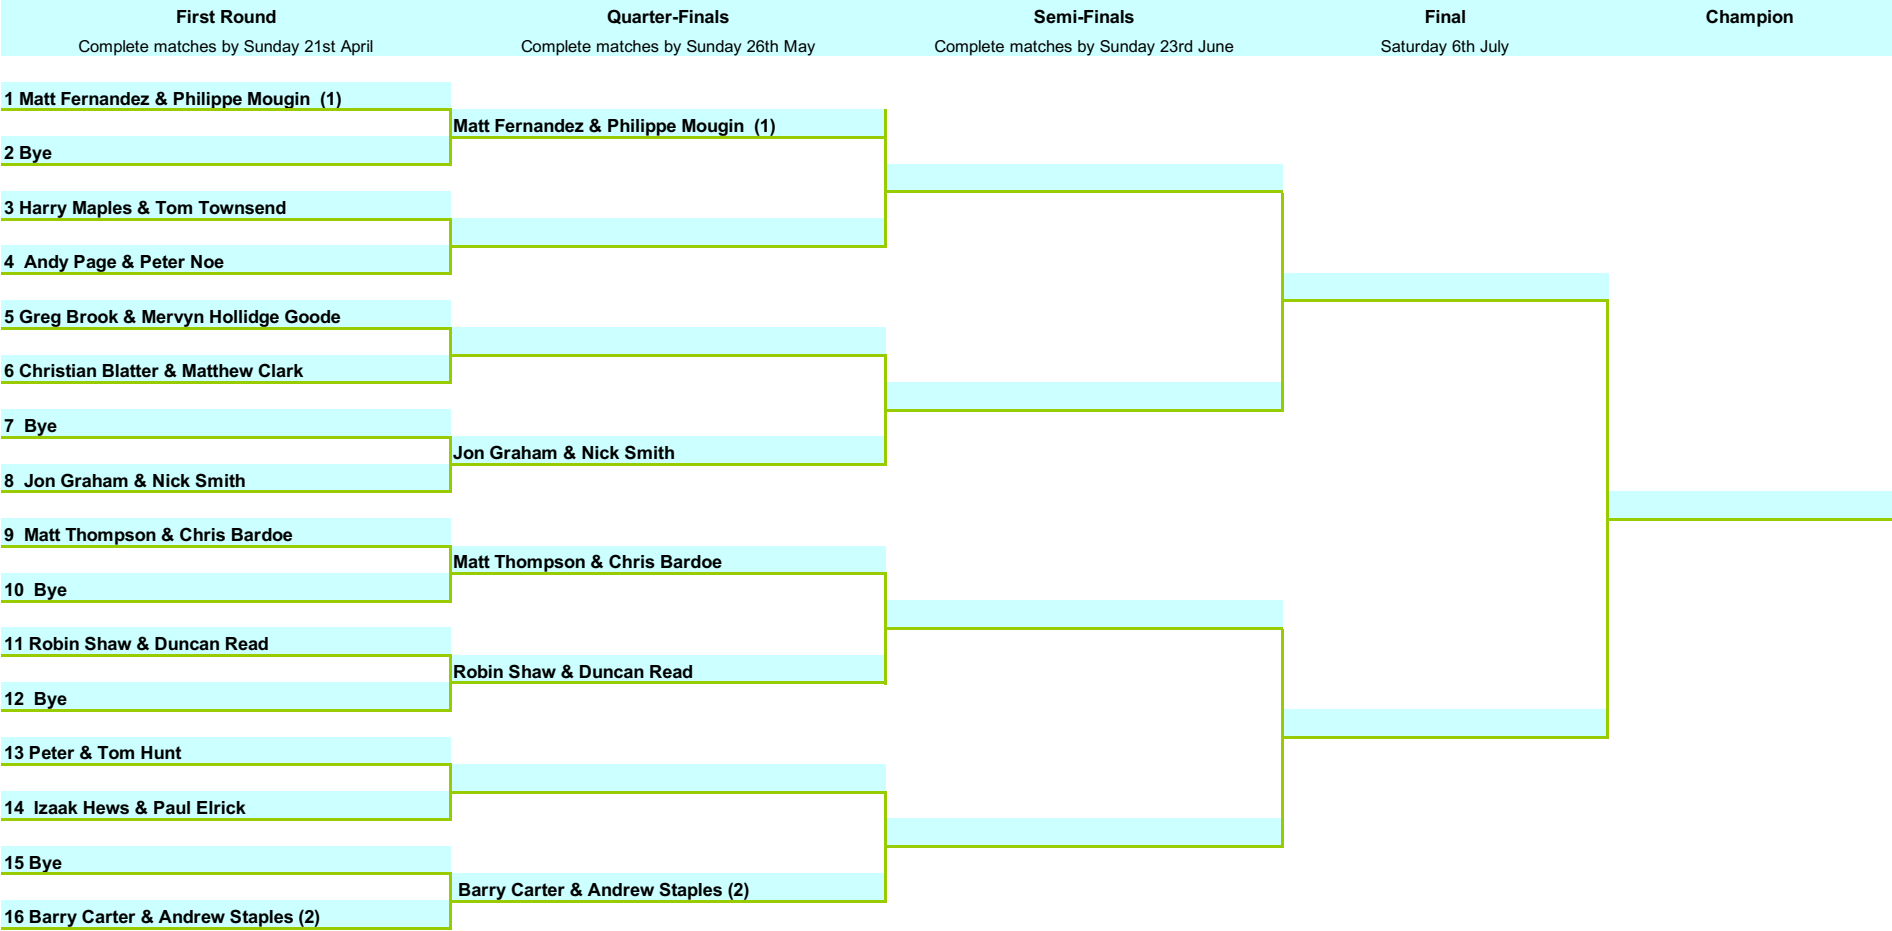 First Round
Quarter-Finals
Semi-Finals
Final
Champion
Complete matches by Sunday 21st April
Complete matches by Sunday 26th May
Complete matches by Sunday 23rd June
Saturday 6th July
1 Matt Fernandez & Philippe Mougin  (1)
Matt Fernandez & Philippe Mougin  (1)
2 Bye
3 Harry Maples & Tom Townsend
4  Andy Page & Peter Noe
5 Greg Brook & Mervyn Hollidge Goode
6 Christian Blatter & Matthew Clark
7  Bye
Jon Graham & Nick Smith
8  Jon Graham & Nick Smith
9  Matt Thompson & Chris Bardoe
Matt Thompson & Chris Bardoe
10  Bye
11 Robin Shaw & Duncan Read
Robin Shaw & Duncan Read
12  Bye
13 Peter & Tom Hunt
14  Izaak Hews & Paul Elrick
15 Bye
Barry Carter & Andrew Staples (2)
16 Barry Carter & Andrew Staples (2)